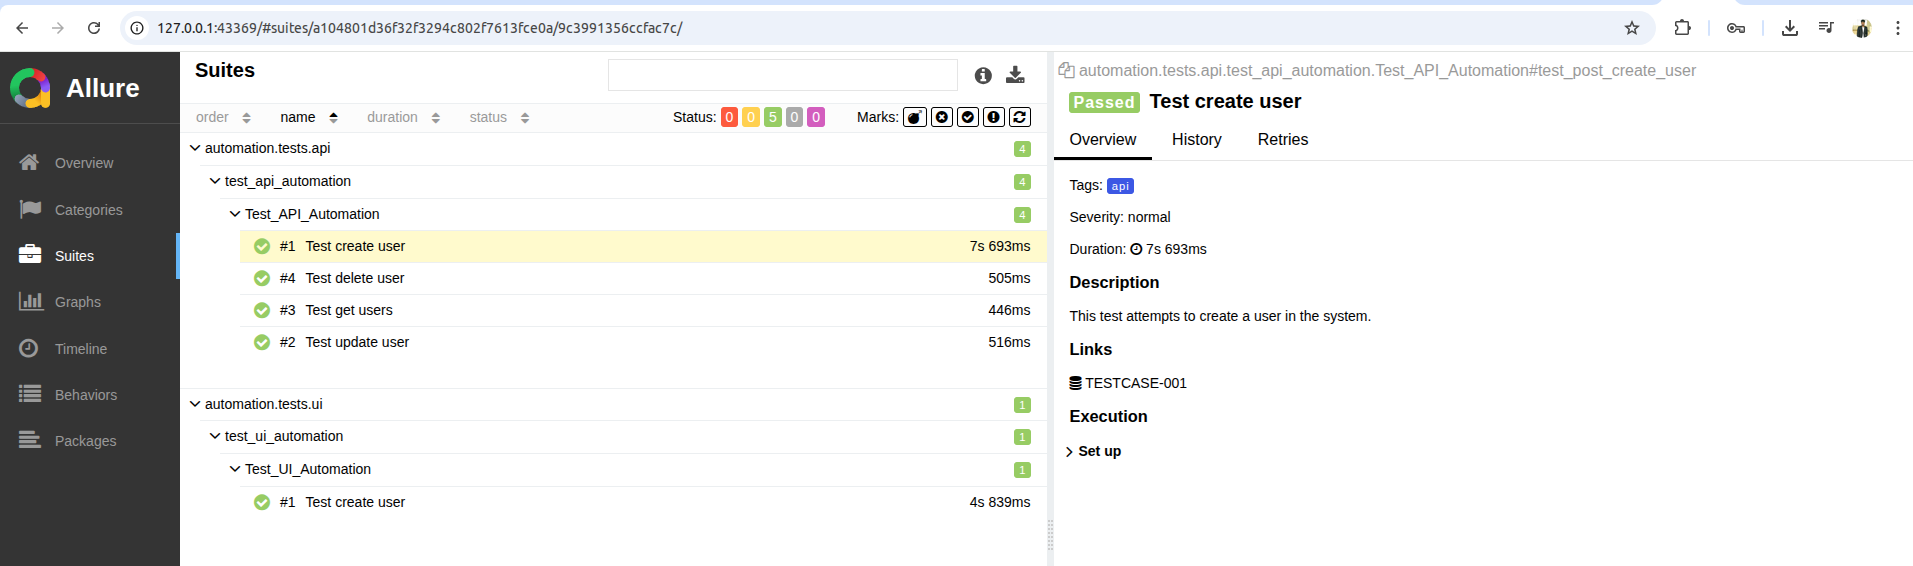 127.0.0.1:43369/#suites/a104801d36f32f3294c802f7613fce0a/9c3991356ccfac7c/
Allure
Overview
Categories
Suites
Graphs
Timeline
Behaviors
Packages
Suites
order name duration status Status: 0 0 5 0 0 Marks:
automation.tests.api 4
test_api_automation 4
Test_API_Automation 4
#1 Test create user 7s 693ms
#4 Test delete user 505ms
#3 Test get users 446ms
#2 Test update user 516ms
automation.tests.ui 1
test_ui_automation 1
Test_UI_Automation 1
#1 Test create user 4s 839ms
automation.tests.api.test_api_automation.Test_API_Automation#test_post_create_user
Passed Test create user
Overview History Retries
Tags: api
Severity: normal
Duration: 7s 693ms
Description
This test attempts to create a user in the system.
Links
TESTCASE-001
Execution
Set up